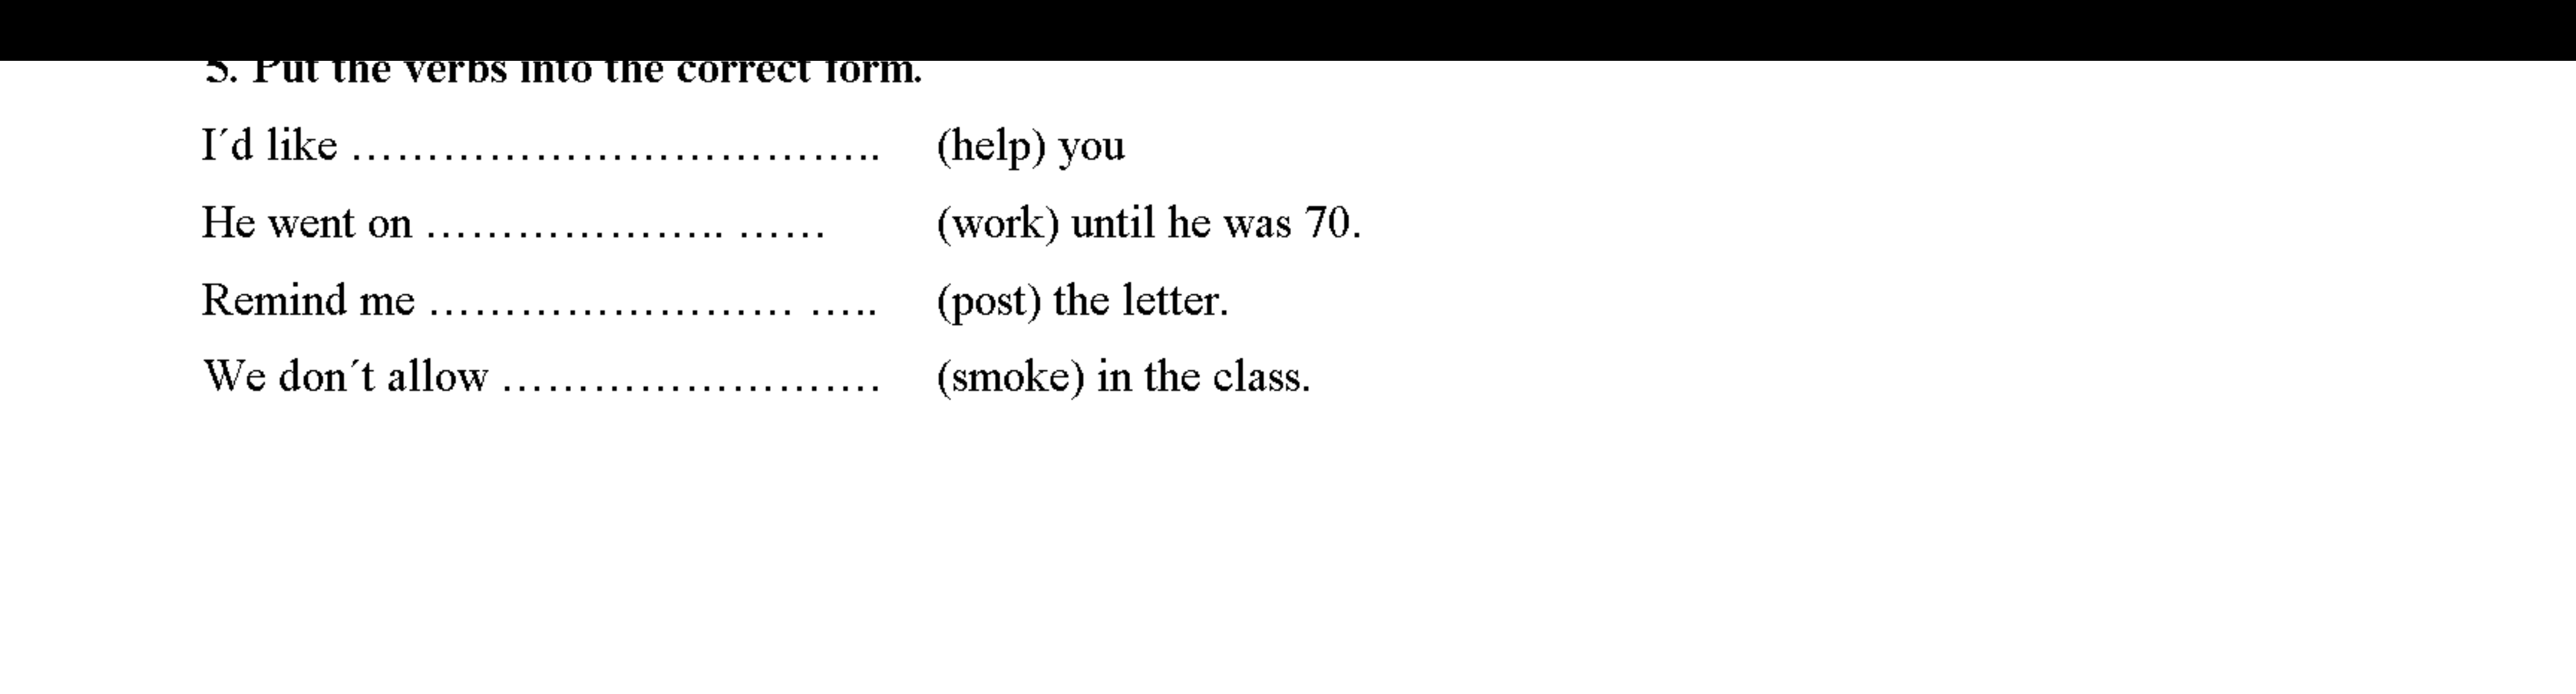 5. Put the verbs into the correct form.
I´d like ……………………………. (help) you
He went on ……………….. …… (work) until he was 70.
Remind me …………………… ….. (post) the letter.
We don´t allow ……………………. (smoke) in the class.